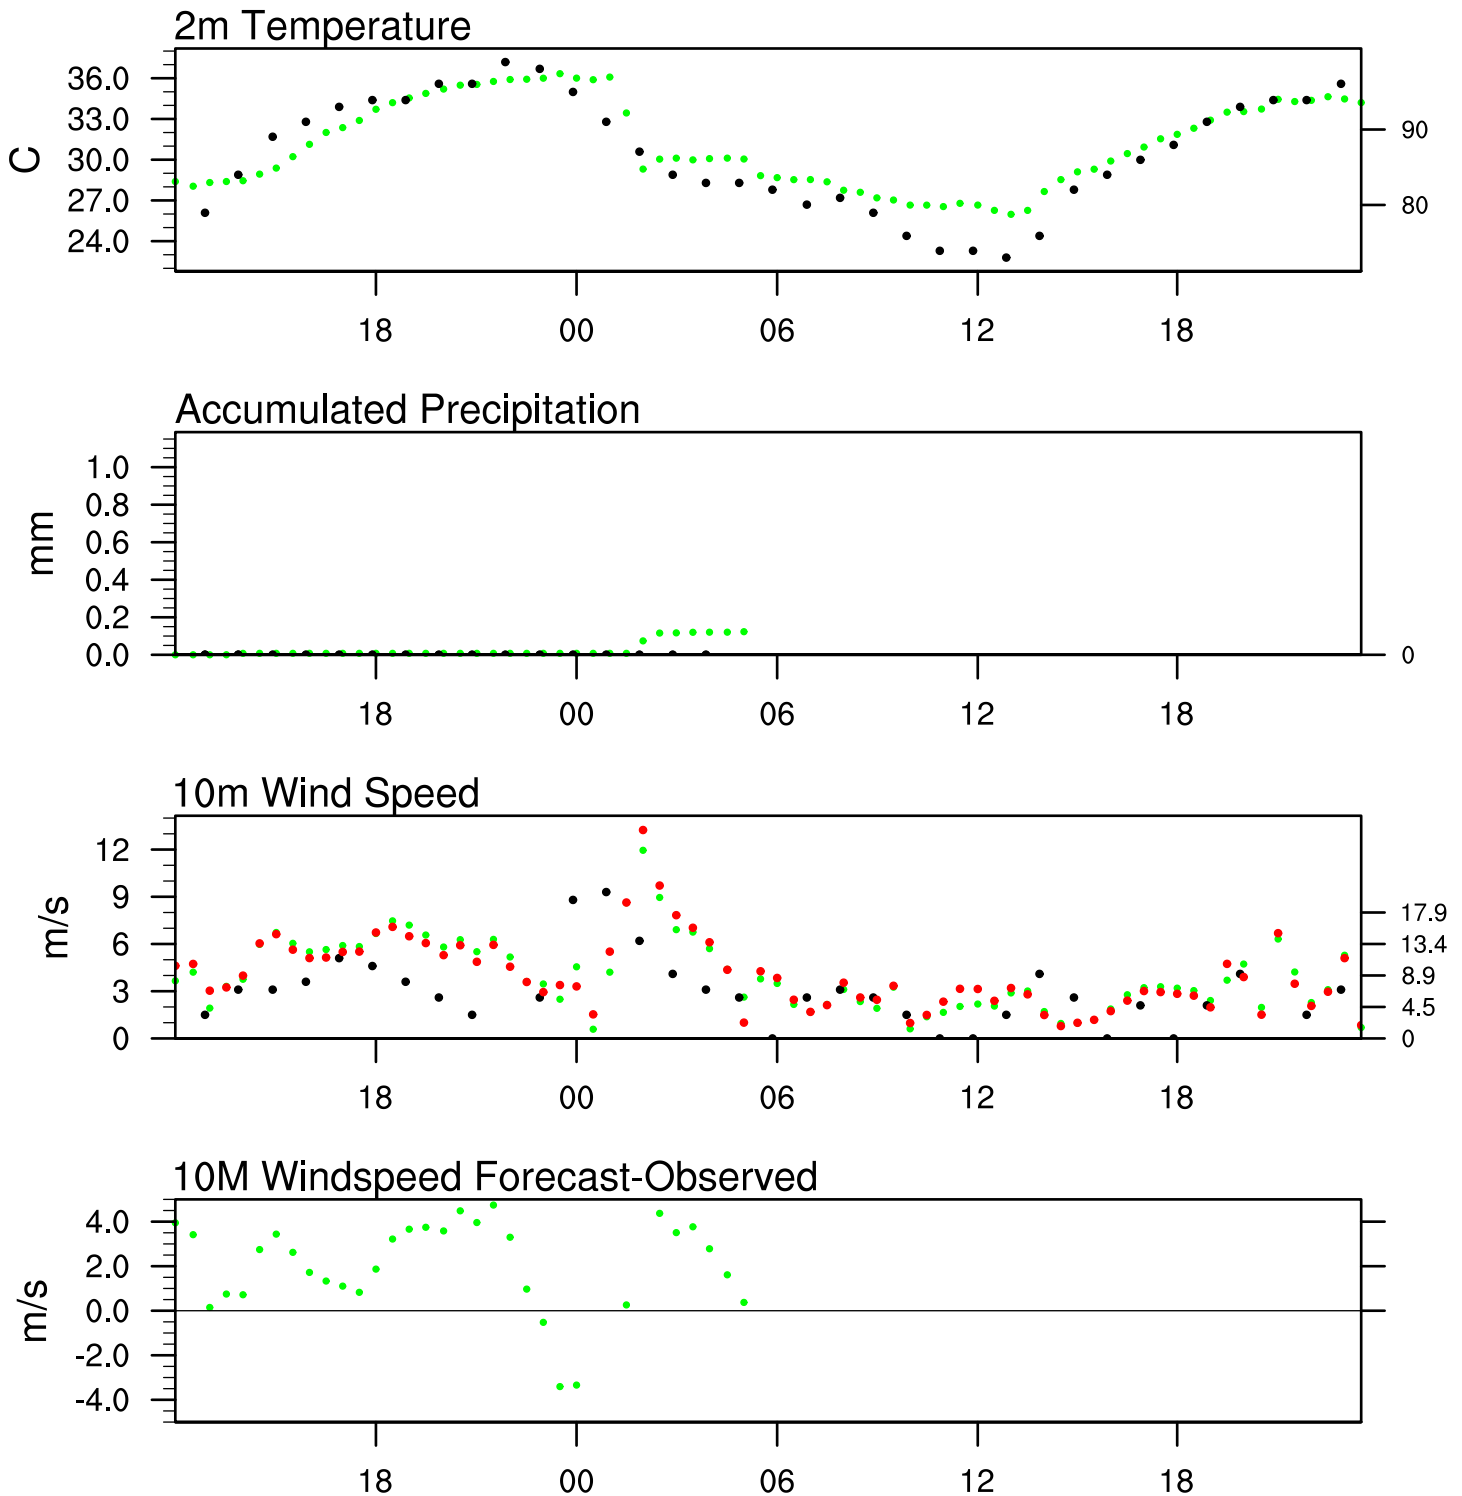 2m Temperature
36.0
33.0
30.0
27.0
24.0
C
90
80
18 00 06 12 18
Accumulated Precipitation
1.0
0.8
0.6
0.4
0.2
0.0
mm
0
18 00 06 12 18
10m Wind Speed
12
9
6
3
0
m/s
17.9
13.4
8.9
4.5
0
18 00 06 12 18
10M Windspeed Forecast-Observed
4.0
2.0
0.0
-2.0
-4.0
m/s
18 00 06 12 18